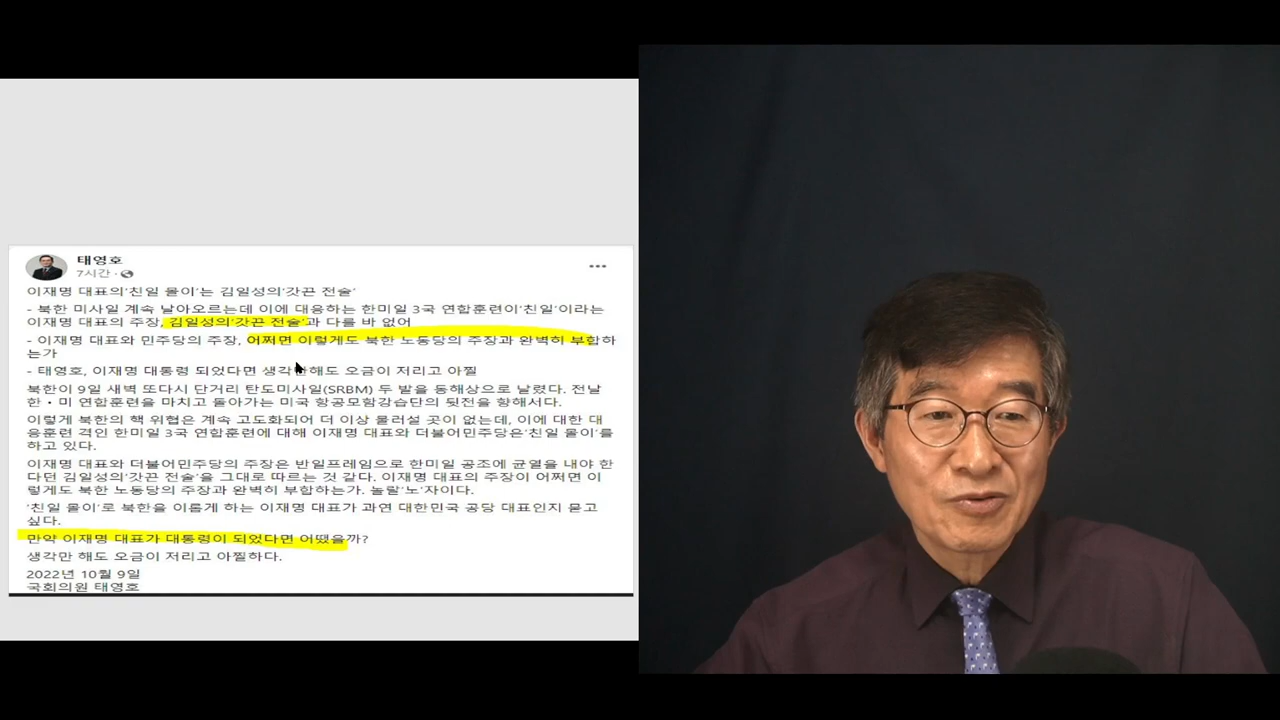 태영호
7시간 ·
이재명 대표의'친일 몰이'는 김일성의'갓끈 전술'
- 북한 미사일 계속 날아오르는데 이에 대응하는 한미일 3국 연합훈련이'친일'이라는
이재명 대표의 주장, 김일성의'갓끈 전술'과 다를 바 없어
- 이재명 대표와 민주당의 주장, 어쩌면 이렇게도 북한 노동당의 주장과 완벽히 부합하
는가
- 태영호, 이재명 대통령 되었다면 생각만해도 오금이 저리고 아찔
북한이 9일 새벽 또다시 단거리 탄도미사일(SRBM) 두 발을 동해상으로 날렸다. 전날
한・미 연합훈련을 마치고 돌아가는 미국 항공모함강습단의 뒷전을 향해서다.
이렇게 북한의 핵 위협은 계속 고도화되어 더 이상 물러설 곳이 없는데, 이에 대한 대
응훈련 격인 한미일 3국 연합훈련에 대해 이재명 대표와 더불어민주당은'친일 몰이'를
하고 있다.
이재명 대표와 더불어민주당의 주장은 반일프레임으로 한미일 공조에 균열을 내야 한
다던 김일성의'갓끈 전술'을 그대로 따르는 것 같다. 이재명 대표의 주장이 어쩌면 이
렇게도 북한 노동당의 주장과 완벽히 부합하는가. 놀랄'노'자이다.
'친일 몰이'로 북한을 이롭게 하는 이재명 대표가 과연 대한민국 공당 대표인지 묻고
싶다.
만약 이재명 대표가 대통령이 되었다면 어땠을까?
생각만 해도 오금이 저리고 아찔하다.
2022년 10월 9일
국회의원 태영호